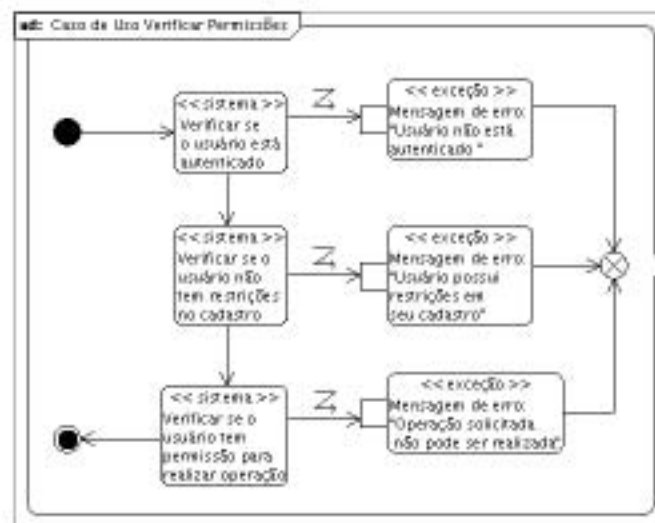 ad: Caso de Uso Verificar Permissões
<< sistema >>
Verificar se
o usuário está
autenticado
<< exceção >>
Mensagem de erro:
"Usuário não está
autenticado "
<< sistema >>
Verificar se o
usuário não
tem restrições
no cadastro
<< exceção >>
Mensagem de erro:
"Usuário possui
restrições em
seu cadastro"
<< sistema >>
Verificar se o
usuário tem
permissão para
realizar operação
<< exceção >>
Mensagem de erro:
"Operação solicitada
não pode ser realizada"